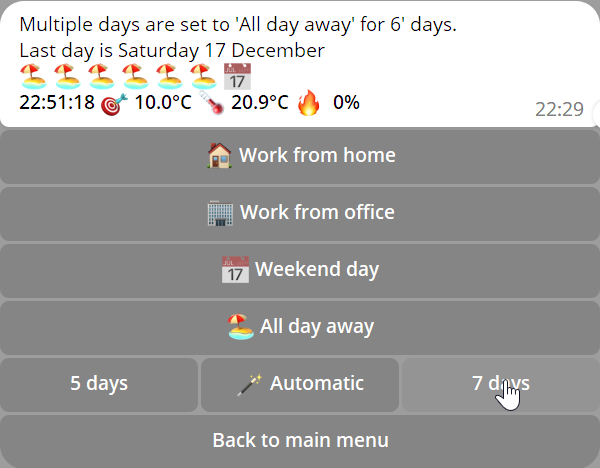 Multiple days are set to 'All day away' for 6' days.
Last day is Saturday 17 December
22:51:18 10.0°C 20.9°C 0%
22:29
Work from home
Work from office
Weekend day
All day away
5 days Automatic 7 days
Back to main menu